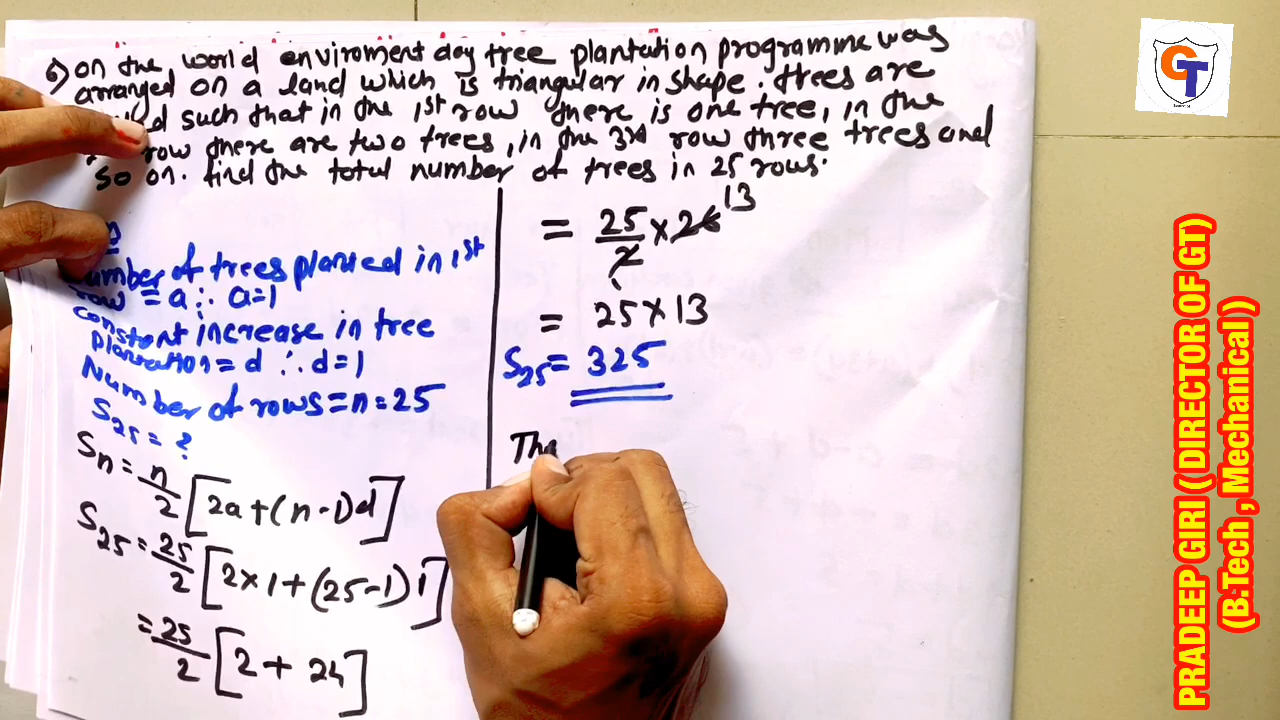 6) on the world enviroment day tree plantation programme was
arranged on a land which is triangular in shape. trees are
such that in the 1st row there is one tree, in the
row there are two trees, in the 3rd row three trees and
so on. find the total number of trees in 25 rows.
number of trees planted in 1st
row = a ∴ a=1
constant increase in tree
plantation = d ∴ d=1
Number of rows = n = 25
S25 = ?
Sn = n/2 [2a+(n-1)d]
S25 = 25/2 [2×1+(25-1)1]
= 25/2 [2+24]
= 25/2 × 26 13
1
= 25×13
S25 = 325
The
GT
PRADEEP GIRI (( DIRECTOR OF GT)
(B.Tech , Mechanical )